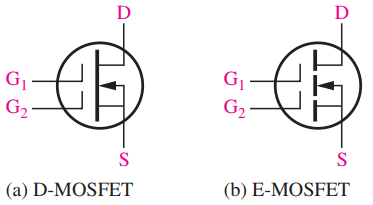 D D
G1 G1
G2 G2
S S
(a) D-MOSFET (b) E-MOSFET